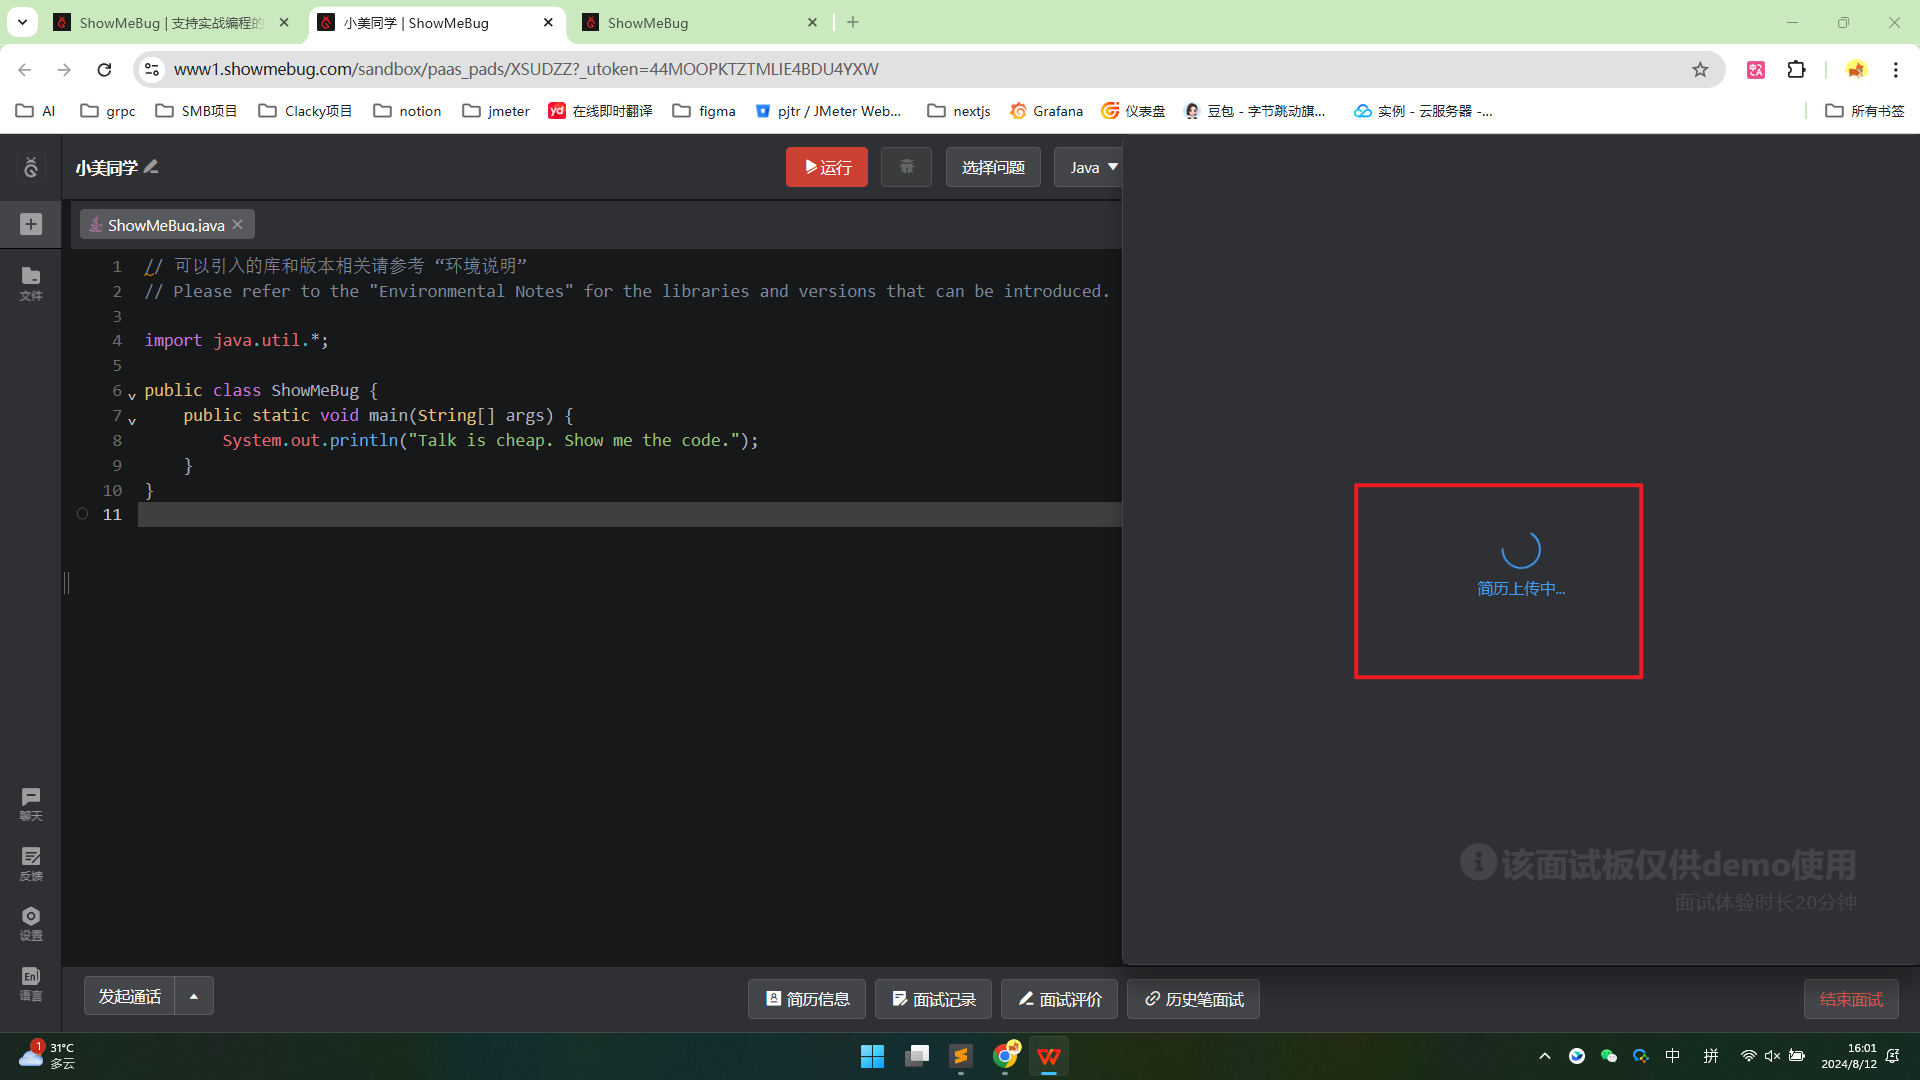 ShowMeBug | 支持实战编程的
小美同学 | ShowMeBug
ShowMeBug
www1.showmebug.com/sandbox/paas_pads/XSUDZZ?_utoken=44MOOPKTZTMLIE4BDU4YXW
AI
grpc
SMB项目
Clacky项目
notion
jmeter
yd 在线即时翻译
figma
pjtr / JMeter Web...
nextjs
Grafana
仪表盘
豆包 - 字节跳动旗...
实例 - 云服务器 -...
所有书签
小美同学
运行
选择问题
Java
文件
ShowMeBug.java
1 // 可以引入的库和版本相关请参考 “环境说明”
2 // Please refer to the "Environmental Notes" for the libraries and versions that can be introduced.
3
4 import java.util.*;
5
6 public class ShowMeBug {
7 public static void main(String[] args) {
8 System.out.println("Talk is cheap. Show me the code.");
9 }
10 }
11
简历上传中...
该面试板仅供demo使用
面试体验时长20分钟
聊天
反馈
设置
En
语言
发起通话
简历信息
面试记录
面试评价
历史笔面试
结束面试
1
31°C
多云
中
拼
16:01
2024/8/12